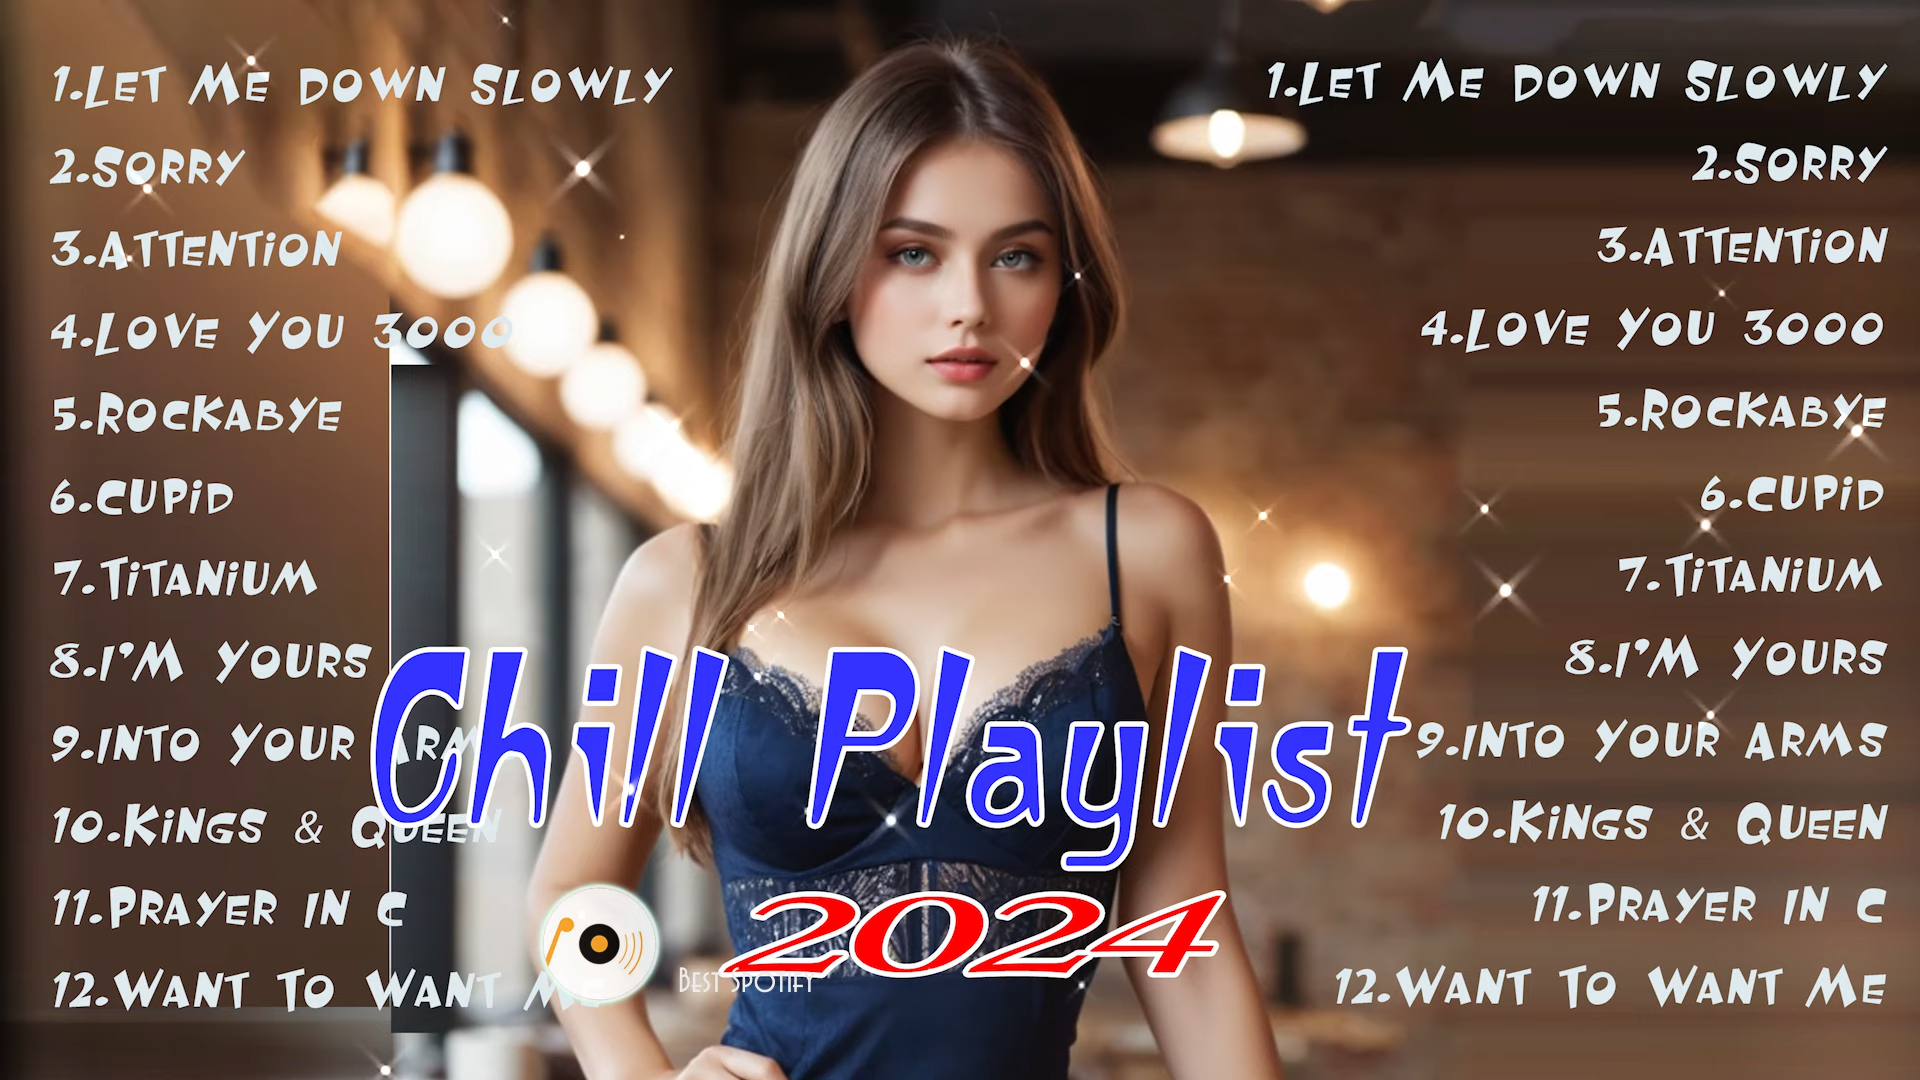 1.Let Me down Slowly
2.Sorry
3.Attention
4.Love you 3000
5.Rockabye
6.Cupid
7.Titanium
8.I'm yours
9.Into your arms
10.Kings & Queen
11.Prayer in c
12.Want To Want Me
Chill Playlist
2024
Best Spotify
1.Let Me down Slowly
2.Sorry
3.Attention
4.Love you 3000
5.Rockabye
6.Cupid
7.Titanium
8.I'm yours
9.Into your arms
10.Kings & Queen
11.Prayer in c
12.Want To Want Me